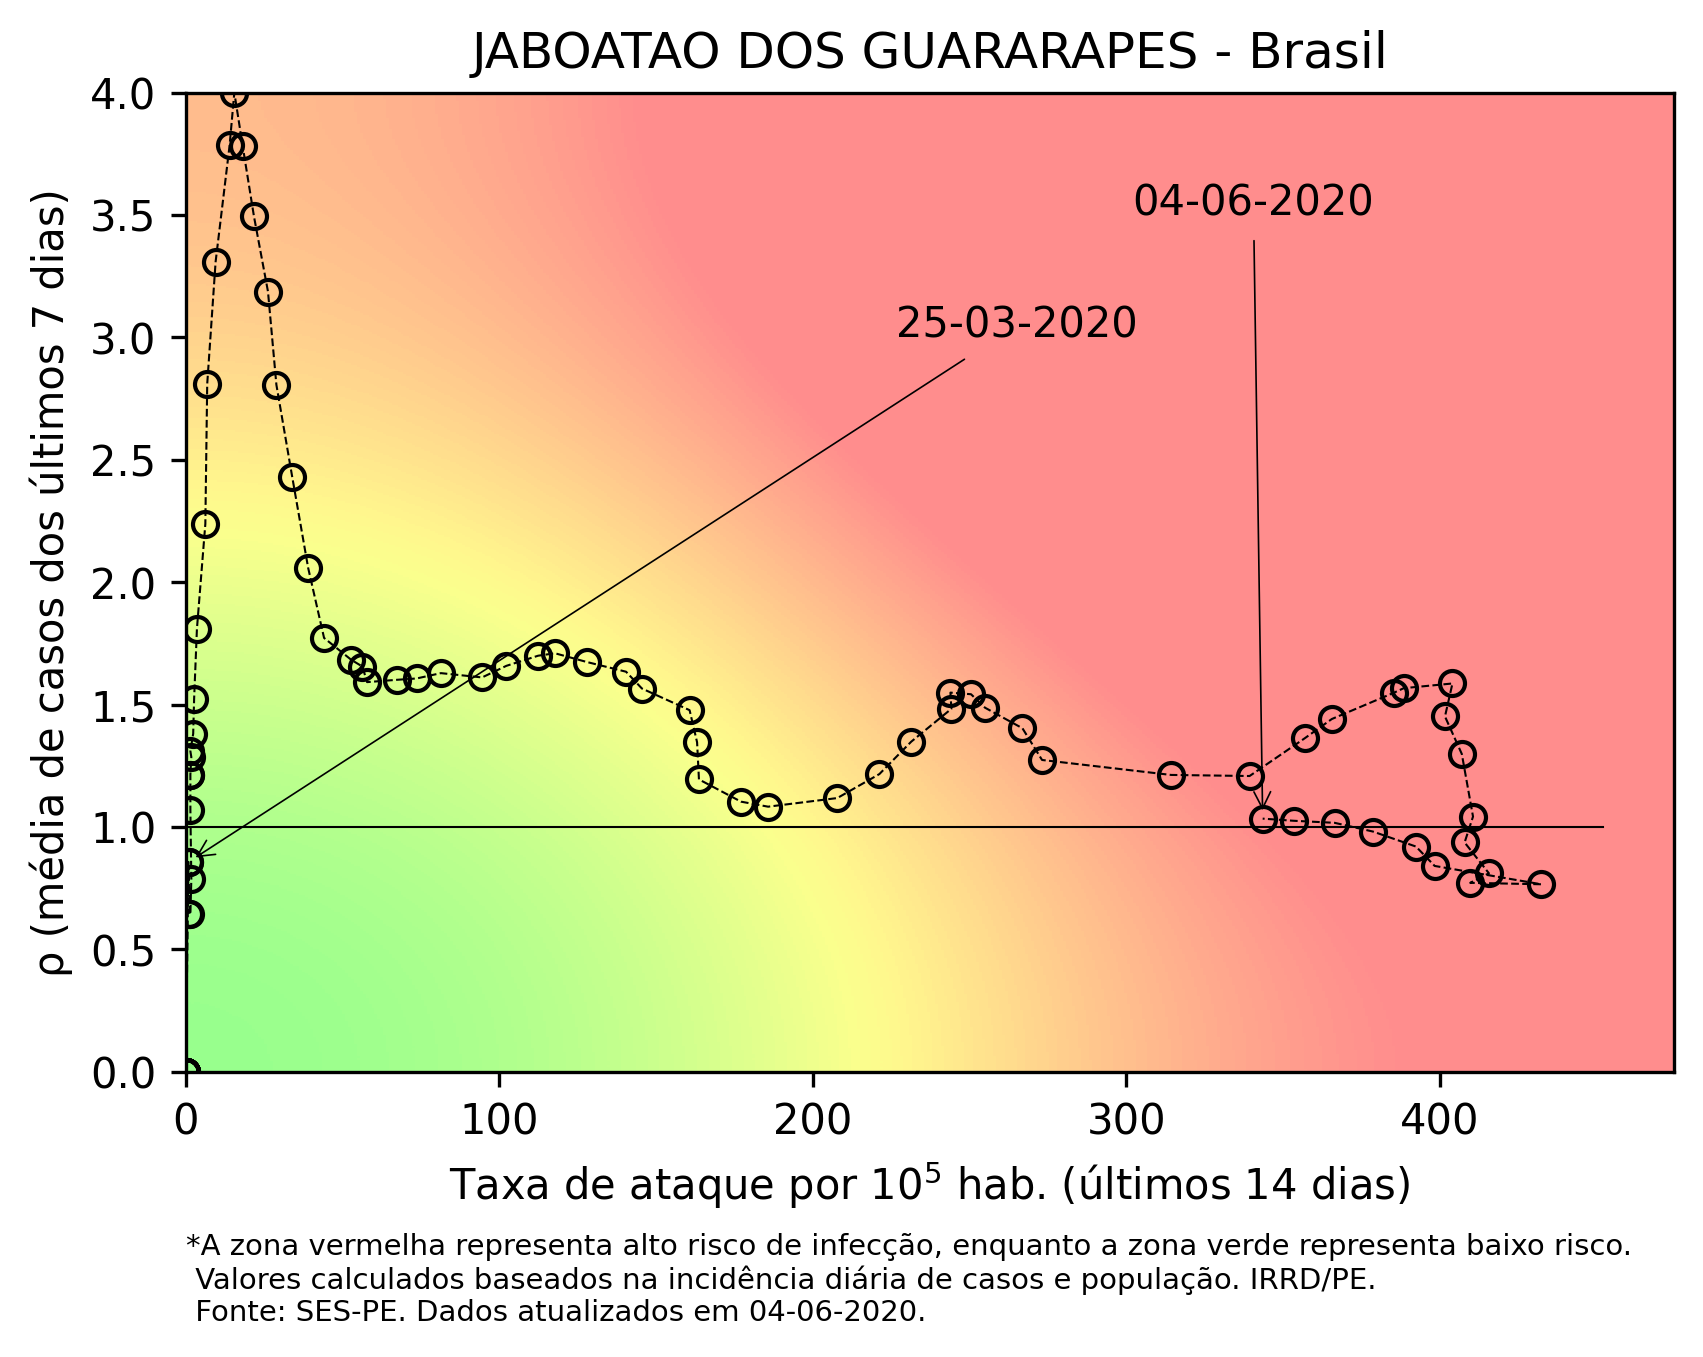 JABOATAO DOS GUARARAPES - Brasil
4.0
3.5
3.0
2.5
2.0
1.5
1.0
0.5
0.0
ρ (média de casos dos últimos 7 dias)
04-06-2020
25-03-2020
0 100 200 300 400
Taxa de ataque por 10⁵ hab. (últimos 14 dias)
*A zona vermelha representa alto risco de infecção, enquanto a zona verde representa baixo risco.
Valores calculados baseados na incidência diária de casos e população. IRRD/PE.
Fonte: SES-PE. Dados atualizados em 04-06-2020.